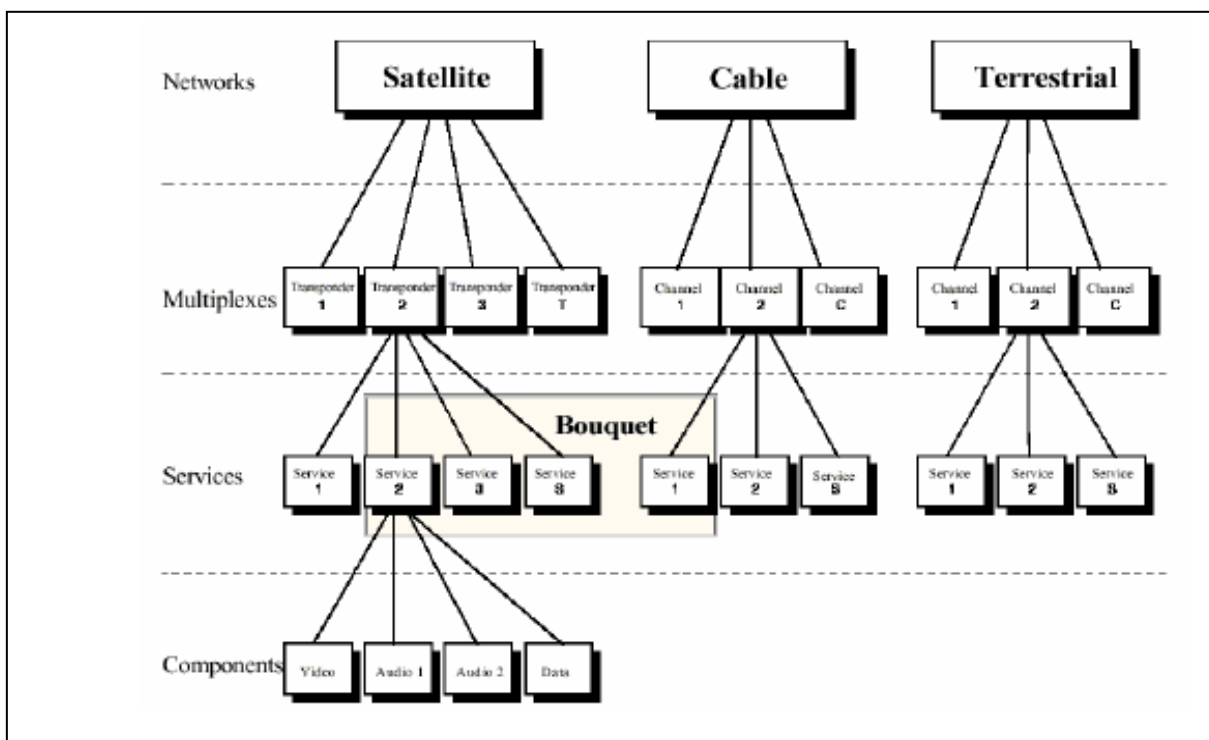 Networks
Satellite
Cable
Terrestrial
Multiplexes
Transponder
1
Transponder
2
Transponder
3
Transponder
T
Channel
1
Channel
2
Channel
C
Channel
1
Channel
2
Channel
C
Bouquet
Services
Service
1
Service
2
Service
3
Service
S
Service
1
Service
2
Service
S
Service
1
Service
2
Service
S
Components
Video
Audio 1
Audio 2
Data